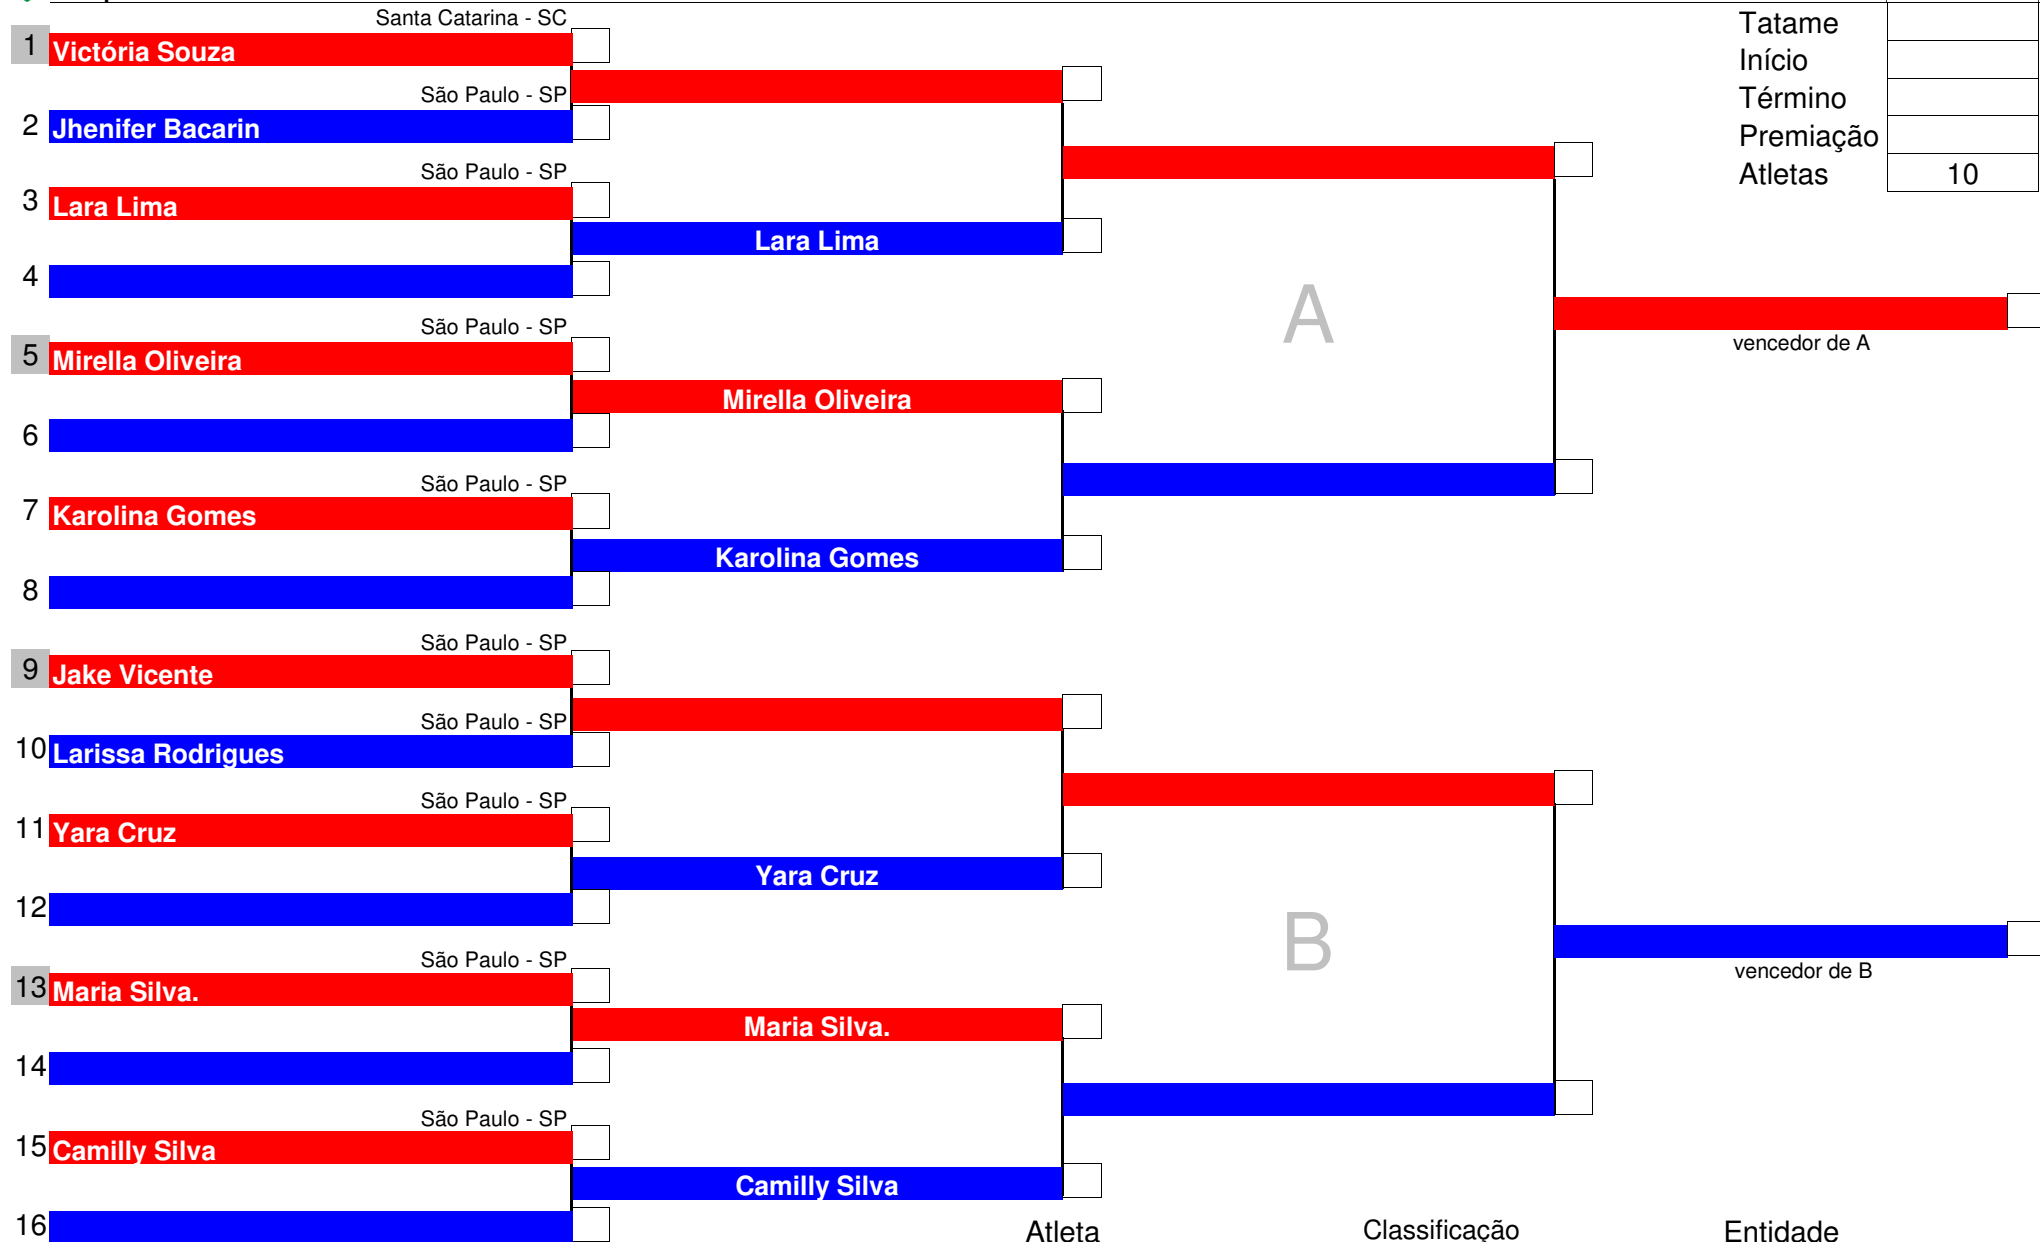 Santa Catarina - SC
1 Victória Souza
São Paulo - SP
2 Jhenifer Bacarin
São Paulo - SP
3 Lara Lima
Lara Lima
4
São Paulo - SP
5 Mirella Oliveira
Mirella Oliveira
6
São Paulo - SP
7 Karolina Gomes
Karolina Gomes
8
São Paulo - SP
9 Jake Vicente
São Paulo - SP
10 Larissa Rodrigues
São Paulo - SP
11 Yara Cruz
Yara Cruz
12
São Paulo - SP
13 Maria Silva.
Maria Silva.
14
São Paulo - SP
15 Camilly Silva
Camilly Silva
16
A
vencedor de A
B
vencedor de B
Tatame
Início
Término
Premiação
Atletas 10
Atleta Classificação Entidade